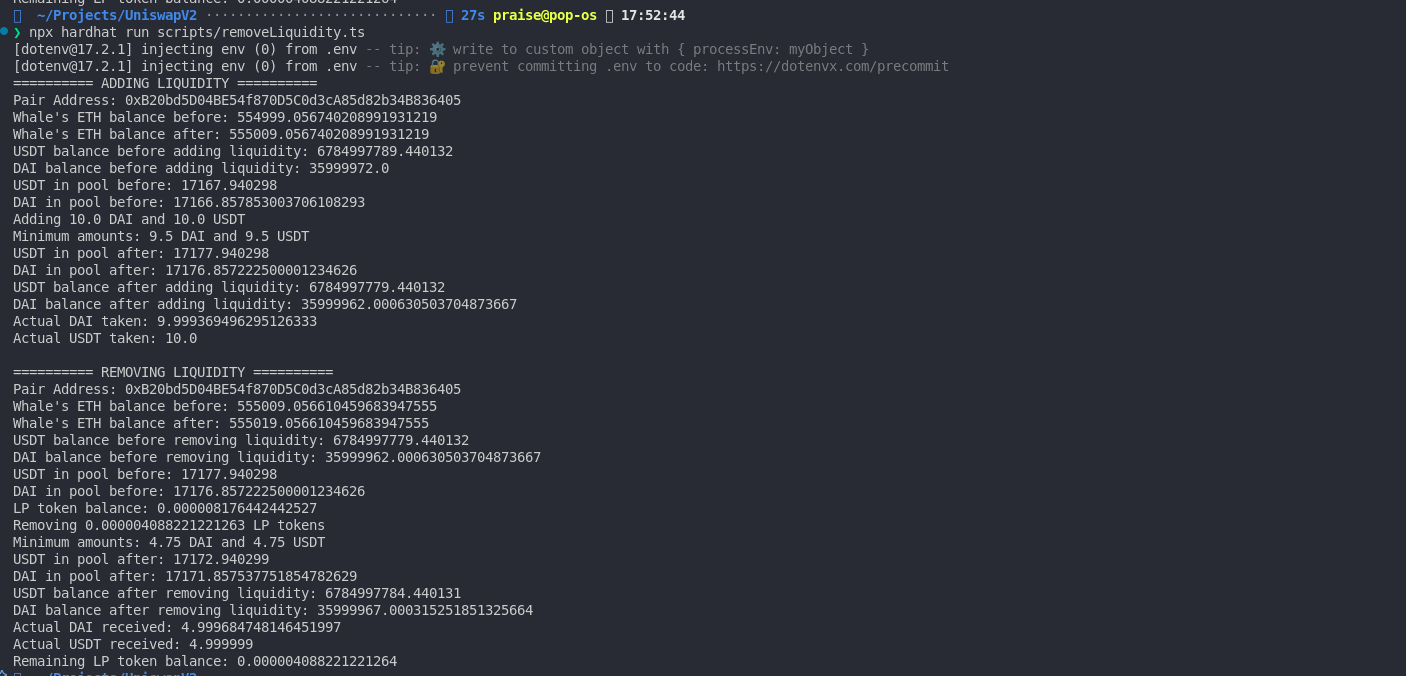 Remaining LP token balance: 0.000004088221221264
~/Projects/UniswapV2 ····························· 27s praise@pop-os 17:52:44
❯ npx hardhat run scripts/removeLiquidity.ts
[dotenv@17.2.1] injecting env (0) from .env -- tip: ⚙️ write to custom object with { processEnv: myObject }
[dotenv@17.2.1] injecting env (0) from .env -- tip: 🔐 prevent committing .env to code: https://dotenvx.com/precommit
========== ADDING LIQUIDITY ==========
Pair Address: 0xB20bd5D04BE54f870D5C0d3cA85d82b34B836405
Whale's ETH balance before: 554999.056740208991931219
Whale's ETH balance after: 555009.056740208991931219
USDT balance before adding liquidity: 6784997789.440132
DAI balance before adding liquidity: 35999972.0
USDT in pool before: 17167.940298
DAI in pool before: 17166.857853003706108293
Adding 10.0 DAI and 10.0 USDT
Minimum amounts: 9.5 DAI and 9.5 USDT
USDT in pool after: 17177.940298
DAI in pool after: 17176.857222500001234626
USDT balance after adding liquidity: 6784997779.440132
DAI balance after adding liquidity: 35999962.000630503704873667
Actual DAI taken: 9.999369496295126333
Actual USDT taken: 10.0
========== REMOVING LIQUIDITY ==========
Pair Address: 0xB20bd5D04BE54f870D5C0d3cA85d82b34B836405
Whale's ETH balance before: 555009.056610459683947555
Whale's ETH balance after: 555019.056610459683947555
USDT balance before removing liquidity: 6784997779.440132
DAI balance before removing liquidity: 35999962.000630503704873667
USDT in pool before: 17177.940298
DAI in pool before: 17176.857222500001234626
LP token balance: 0.000008176442442527
Removing 0.000004088221221263 LP tokens
Minimum amounts: 4.75 DAI and 4.75 USDT
USDT in pool after: 17172.940299
DAI in pool after: 17171.857537751854782629
USDT balance after removing liquidity: 6784997784.440131
DAI balance after removing liquidity: 35999967.000315251851325664
Actual DAI received: 4.999684748146451997
Actual USDT received: 4.999999
Remaining LP token balance: 0.000004088221221264
~/Projects/UniswapV2